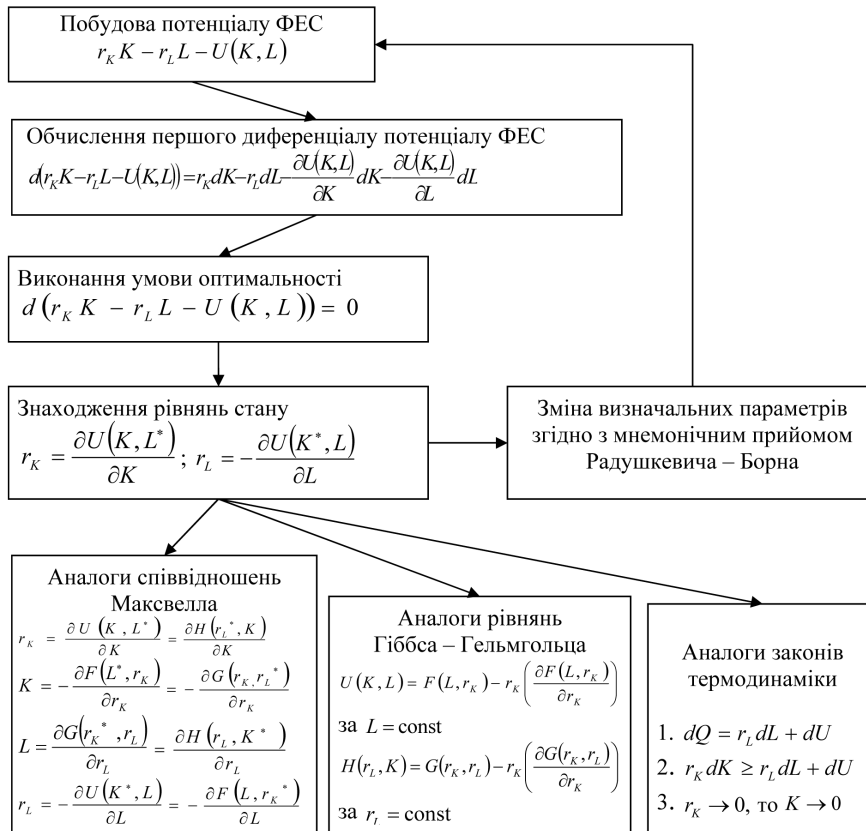 Побудова потенціалу ФЕС
r_K K − r_L L − U(K, L)
Обчислення першого диференціалу потенціалу ФЕС
d(r_K K − r_L L − U(K,L)) = r_K dK − r_L dL − ∂U(K,L)/∂K dK − ∂U(K,L)/∂L dL
Виконання умови оптимальності
d (r_K K − r_L L − U (K , L)) = 0
Знаходження рівнянь стану
r_K = ∂U(K, L*)/∂K ; r_L = − ∂U(K*, L)/∂L
Зміна визначальних параметрів
згідно з мнемонічним прийомом
Радушкевича – Борна
Аналоги співвідношень
Максвелла
r_K = ∂U (K , L*)/∂K = ∂H(r_L*, K)/∂K
K = − ∂F(L*, r_K)/∂r_K = − ∂G(r_K, r_L*)/∂r_K
L = ∂G(r_K*, r_L)/∂r_L = ∂H(r_L, K*)/∂r_L
r_L = − ∂U(K*, L)/∂L = − ∂F(L, r_K*)/∂L
Аналоги рівнянь
Гіббса – Гельмгольца
U(K, L) = F(L, r_K) − r_K (∂F(L, r_K)/∂r_K)
за L = const
H(r_L, K) = G(r_K, r_L) − r_K (∂G(r_K, r_L)/∂r_K)
за r_L = const
Аналоги законів
термодинаміки
1. dQ = r_L dL + dU
2. r_K dK ≥ r_L dL + dU
3. r_K → 0, то K → 0